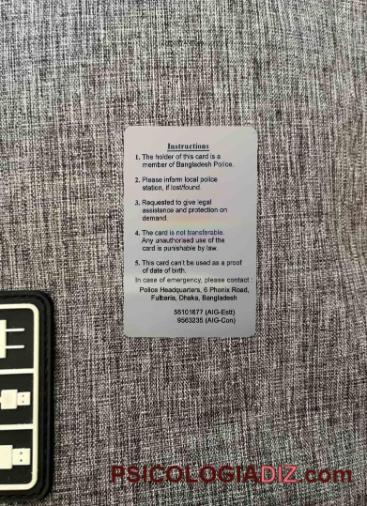 Instructions
1. The holder of this card is a
member of Bangladesh Police.
2. Please inform local police
station, if lost/found.
3. Requested to give legal
assistance and protection on
demand.
4. The card is not transferable.
Any unauthorised use of the
card is punishable by law.
5. This card can't be used as a proof
of date of birth.
In case of emergency, please contact
Police Headquarters, 6 Phonix Road,
Fulbaria, Dhaka, Bangladesh
55101677 (AIG-Estt)
9563235 (AIG-Con)
PSICOLOGIADIZ.com